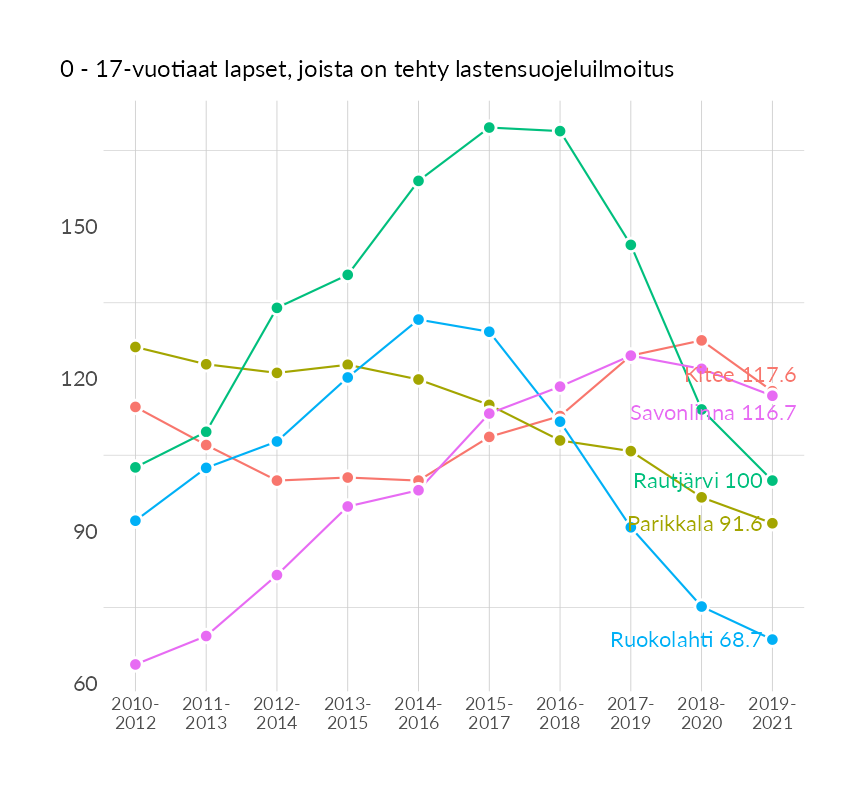 0 - 17-vuotiaat lapset, joista on tehty lastensuojeluilmoitus
150
120
90
60
Kitee 117.6
Savonlinna 116.7
Rautjärvi 100
Parikkala 91.6
Ruokolahti 68.7
2010- 2011- 2012- 2013- 2014- 2015- 2016- 2017- 2018- 2019-
2012 2013 2014 2015 2016 2017 2018 2019 2020 2021